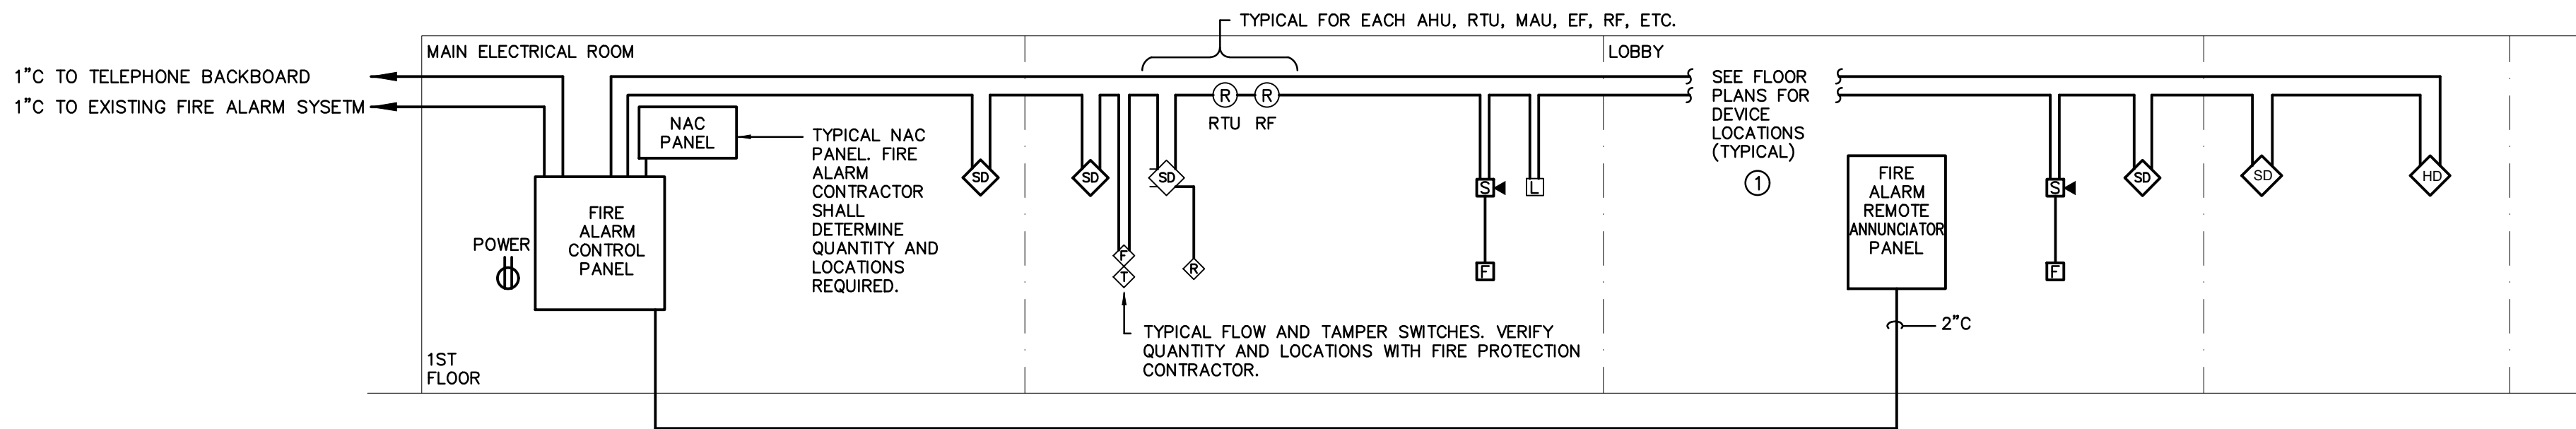 TYPICAL FOR EACH AHU, RTU, MAU, EF, RF, ETC.
MAIN ELECTRICAL ROOM
LOBBY
1"C TO TELEPHONE BACKBOARD
1"C TO EXISTING FIRE ALARM SYSETM
NAC
PANEL
TYPICAL NAC
PANEL. FIRE
ALARM
CONTRACTOR
SHALL
DETERMINE
QUANTITY AND
LOCATIONS
REQUIRED.
POWER
FIRE
ALARM
CONTROL
PANEL
SD
SD
SD
F
T
R
R
R
RTU
RF
S
F
L
TYPICAL FLOW AND TAMPER SWITCHES. VERIFY
QUANTITY AND LOCATIONS WITH FIRE PROTECTION
CONTRACTOR.
SEE FLOOR
PLANS FOR
DEVICE
LOCATIONS
(TYPICAL)
1
FIRE
ALARM
REMOTE
ANNUNCIATOR
PANEL
2"C
S
F
SD
SD
HD
1ST
FLOOR